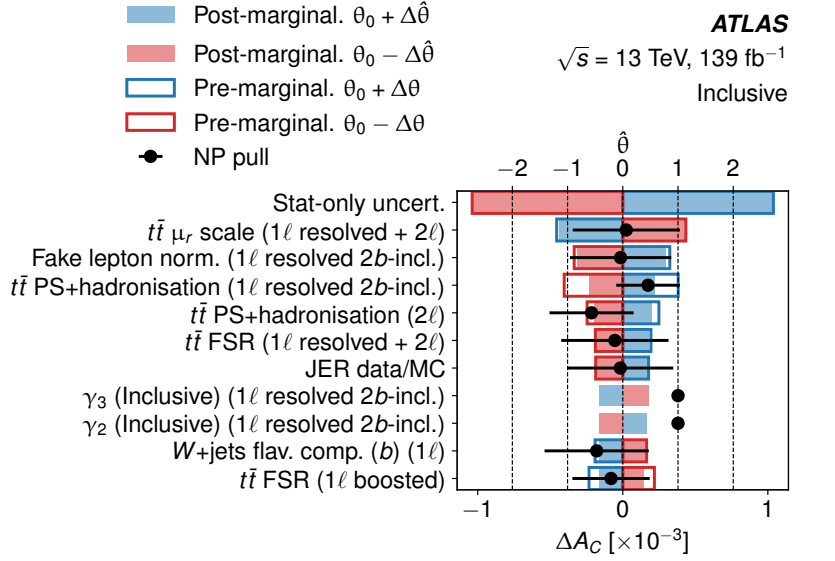 Post-marginal. θ₀ + Δθ̂
Post-marginal. θ₀ − Δθ̂
Pre-marginal. θ₀ + Δθ
Pre-marginal. θ₀ − Δθ
NP pull
ATLAS
√s = 13 TeV, 139 fb⁻¹
Inclusive
θ̂
−2 −1 0 1 2
Stat-only uncert.
tt̄ μᵣ scale (1ℓ resolved + 2ℓ)
Fake lepton norm. (1ℓ resolved 2b-incl.)
tt̄ PS+hadronisation (1ℓ resolved 2b-incl.)
tt̄ PS+hadronisation (2ℓ)
tt̄ FSR (1ℓ resolved + 2ℓ)
JER data/MC
γ₃ (Inclusive) (1ℓ resolved 2b-incl.)
γ₂ (Inclusive) (1ℓ resolved 2b-incl.)
W+jets flav. comp. (b) (1ℓ)
tt̄ FSR (1ℓ boosted)
−1 0 1
ΔA_C [×10⁻³]